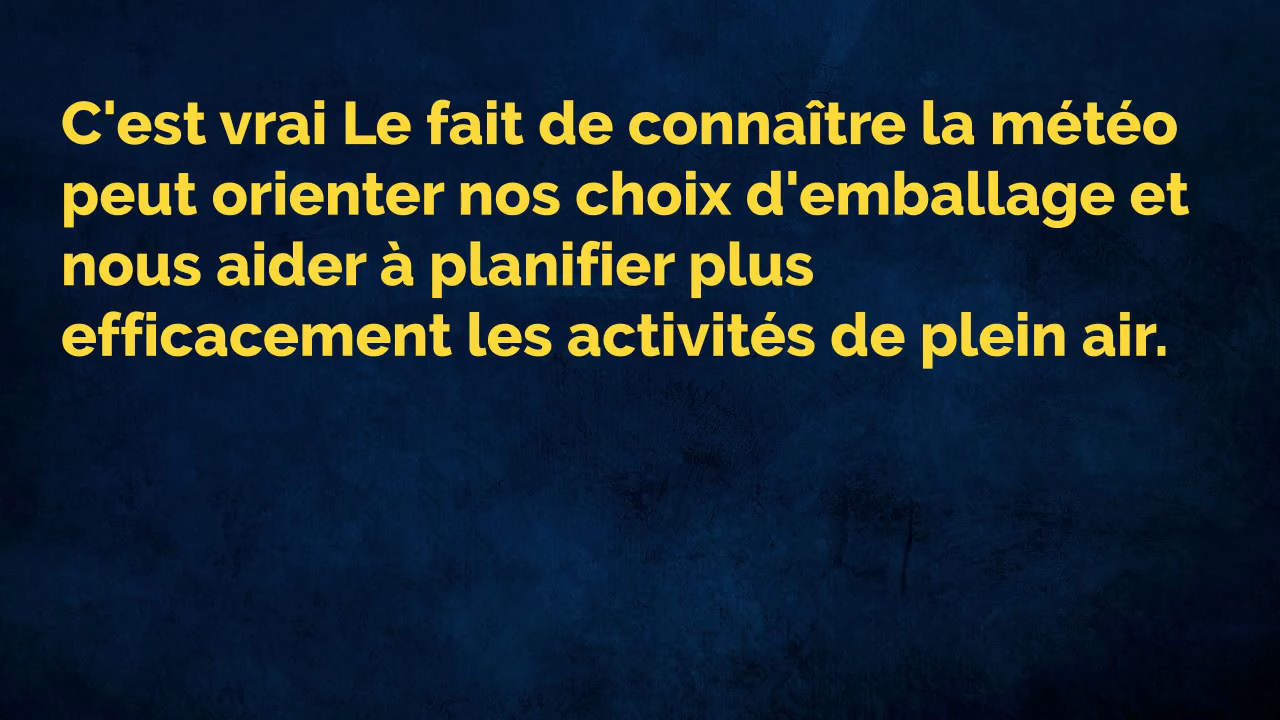 C'est vrai Le fait de connaître la météo
peut orienter nos choix d'emballage et
nous aider à planifier plus
efficacement les activités de plein air.